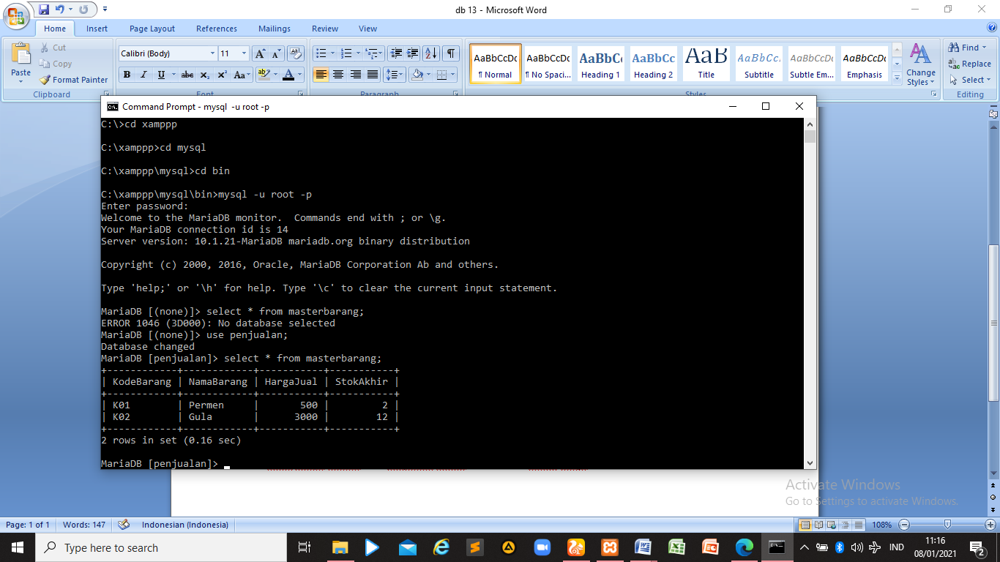 db 13 - Microsoft Word
Home Insert Page Layout References Mailings Review View
Paste
Cut
Copy
Format Painter
Clipboard
Calibri (Body) 11
Font
Paragraph
AaBbCcDc AaBbCcDc AaBbC AaBbCc AaB AaBbCc. AaBbCcDc AaBbCcDc
¶ Normal ¶ No Spaci... Heading 1 Heading 2 Title Subtitle Subtle Em... Emphasis
Change Styles
Styles
Find
Replace
Select
Editing
Command Prompt - mysql  -u root -p
C:\>cd xamppp
C:\xamppp>cd mysql
C:\xamppp\mysql>cd bin
C:\xamppp\mysql\bin>mysql -u root -p
Enter password:
Welcome to the MariaDB monitor.  Commands end with ; or \g.
Your MariaDB connection id is 14
Server version: 10.1.21-MariaDB mariadb.org binary distribution
Copyright (c) 2000, 2016, Oracle, MariaDB Corporation Ab and others.
Type 'help;' or '\h' for help. Type '\c' to clear the current input statement.
MariaDB [(none)]> select * from masterbarang;
ERROR 1046 (3D000): No database selected
MariaDB [(none)]> use penjualan;
Database changed
MariaDB [penjualan]> select * from masterbarang;
+------------+------------+-----------+-----------+
| KodeBarang | NamaBarang | HargaJual | StokAkhir |
+------------+------------+-----------+-----------+
| K01        | Permen     |       500 |         2 |
| K02        | Gula       |      3000 |        12 |
+------------+------------+-----------+-----------+
2 rows in set (0.16 sec)
MariaDB [penjualan]>
Activate Windows
Go to Settings to activate Windows.
Page: 1 of 1 Words: 147 Indonesian (Indonesia) 108%
Type here to search
IND
11:16
08/01/2021
2